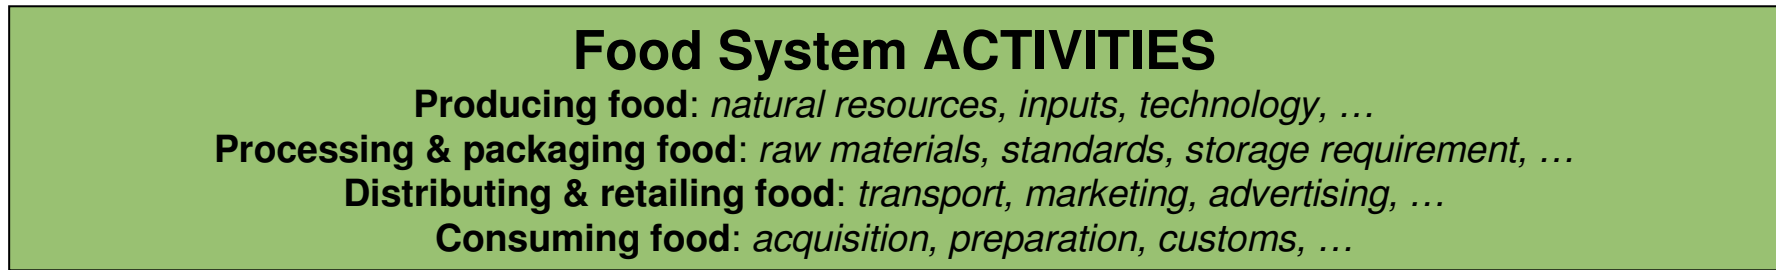 Food System ACTIVITIES
Producing food: natural resources, inputs, technology, …
Processing & packaging food: raw materials, standards, storage requirement, …
Distributing & retailing food: transport, marketing, advertising, …
Consuming food: acquisition, preparation, customs, …